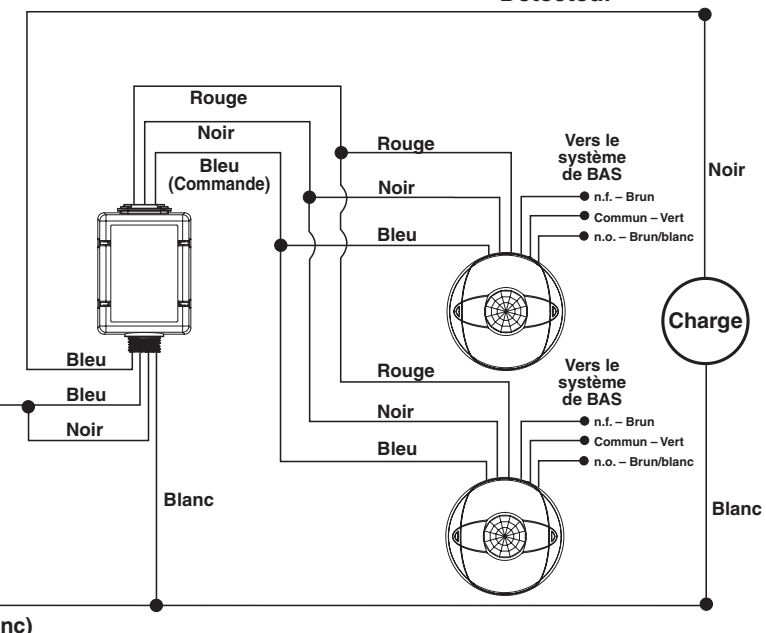 Rouge
Noir
Bleu
(Commande)
Rouge
Noir
Bleu
Vers le
système
de BAS
n.f. – Brun
Commun – Vert
n.o. – Brun/blanc
Noir
Charge
Bleu
Bleu
Noir
Rouge
Noir
Bleu
Vers le
système
de BAS
n.f. – Brun
Commun – Vert
n.o. – Brun/blanc
Blanc
Blanc
nc)